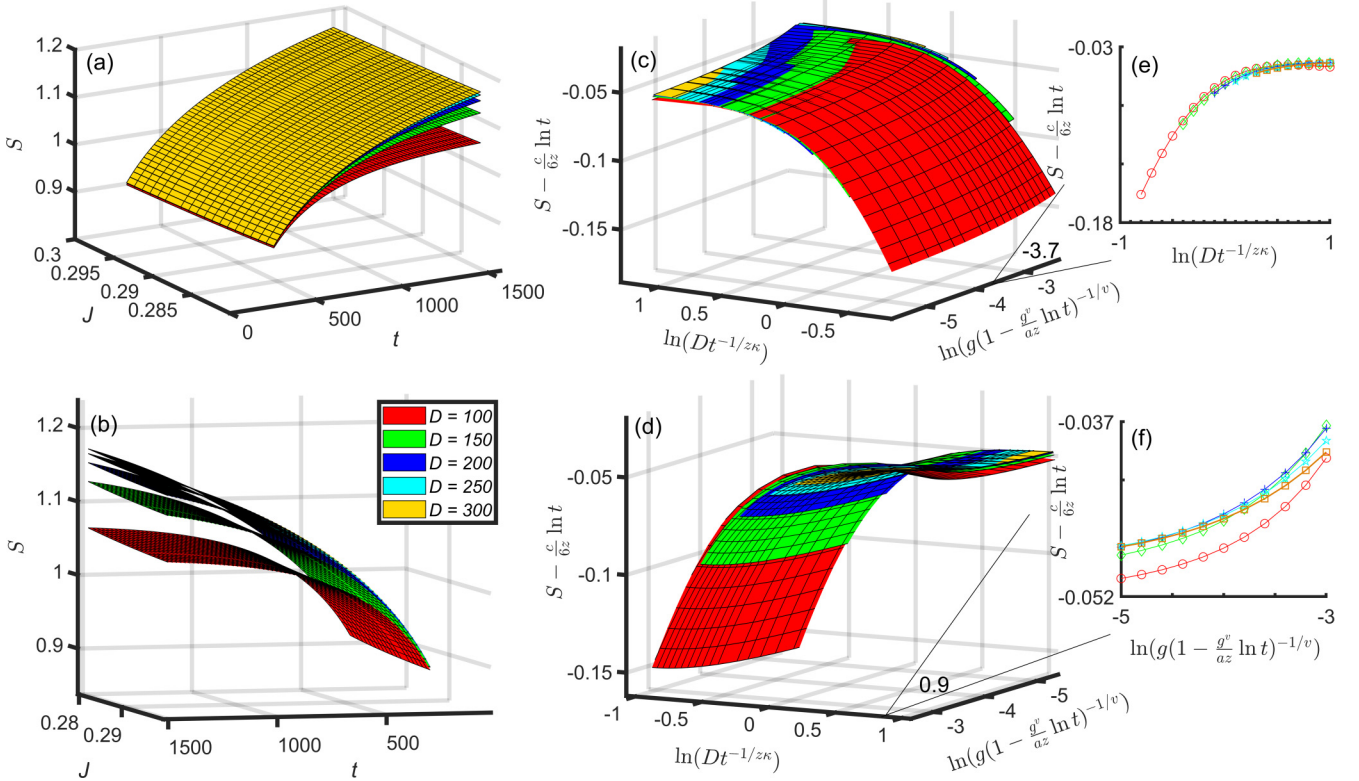 (a)
S
1.2
1.1
1
0.9
0.3
0.295
0.29
0.285
J
0
500
1000
1500
t
(b)
S
1.2
1.1
1
0.9
0.28
0.29
J
1500
1000
500
t
D = 100
D = 150
D = 200
D = 250
D = 300
(c)
S − c/6z ln t
-0.05
-0.1
-0.15
1
0.5
0
-0.5
ln(Dt^{-1/zκ})
-5
-4
-3
-3.7
ln(g(1 − g^v/az ln t)^{-1/v})
(d)
S − c/6z ln t
-0.05
-0.1
-0.15
-1
-0.5
0
0.5
1
ln(Dt^{-1/zκ})
0.9
-3
-4
-5
ln(g(1 − g^v/az ln t)^{-1/v})
(e)
S − c/6z ln t
-0.03
-0.18
-1
1
ln(Dt^{-1/zκ})
(f)
S − c/6z ln t
-0.037
-0.052
-5
-3
ln(g(1 − g^v/az ln t)^{-1/v})